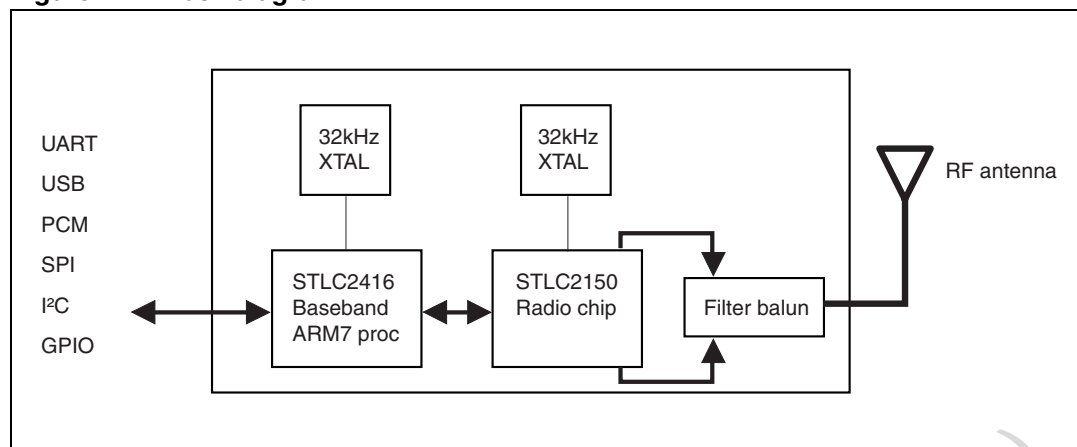 UART
USB
PCM
SPI
I²C
GPIO
32kHz
XTAL
32kHz
XTAL
STLC2416
Baseband
ARM7 proc
STLC2150
Radio chip
Filter balun
RF antenna